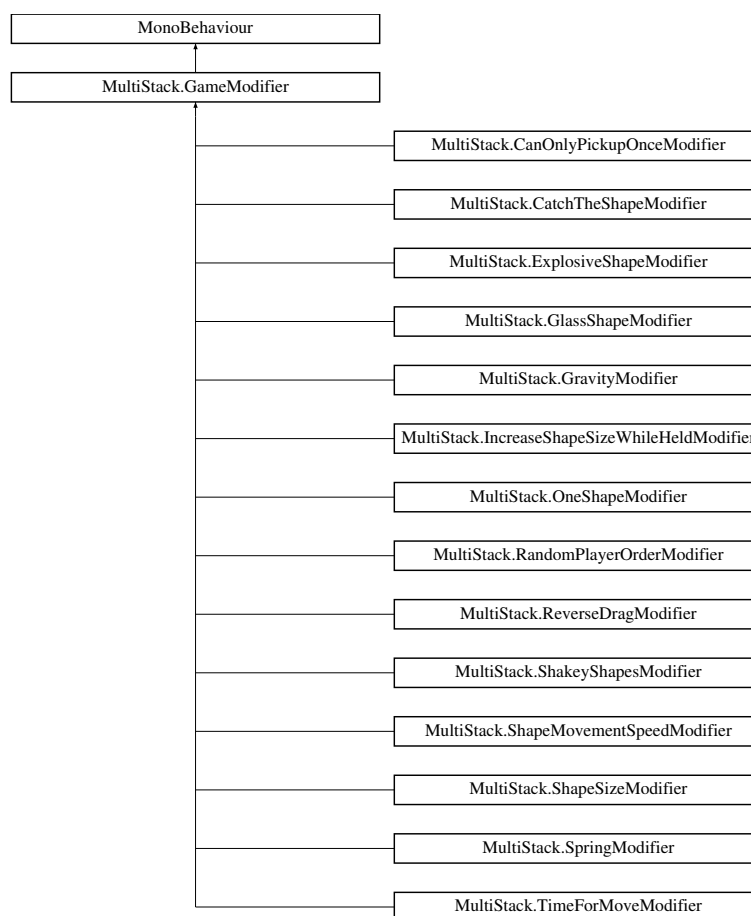 MonoBehaviour
MultiStack.GameModifier
MultiStack.CanOnlyPickupOnceModifier
MultiStack.CatchTheShapeModifier
MultiStack.ExplosiveShapeModifier
MultiStack.GlassShapeModifier
MultiStack.GravityModifier
MultiStack.IncreaseShapeSizeWhileHeldModifier
MultiStack.OneShapeModifier
MultiStack.RandomPlayerOrderModifier
MultiStack.ReverseDragModifier
MultiStack.ShakeyShapesModifier
MultiStack.ShapeMovementSpeedModifier
MultiStack.ShapeSizeModifier
MultiStack.SpringModifier
MultiStack.TimeForMoveModifier